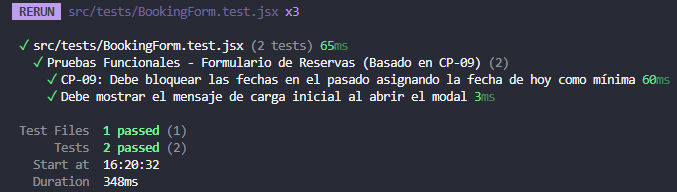 RERUN src/tests/BookingForm.test.jsx x3
✓ src/tests/BookingForm.test.jsx (2 tests) 65ms
✓ Pruebas Funcionales - Formulario de Reservas (Basado en CP-09) (2)
✓ CP-09: Debe bloquear las fechas en el pasado asignando la fecha de hoy como mínima 60ms
✓ Debe mostrar el mensaje de carga inicial al abrir el modal 3ms
Test Files 1 passed (1)
Tests 2 passed (2)
Start at 16:20:32
Duration 348ms